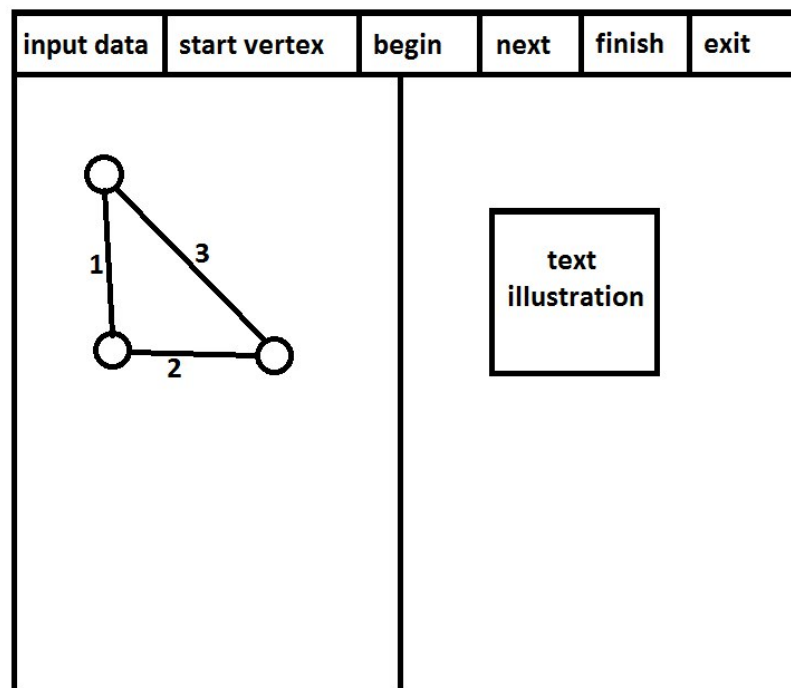 input data
start vertex
begin
next
finish
exit
1
3
2
text
illustration